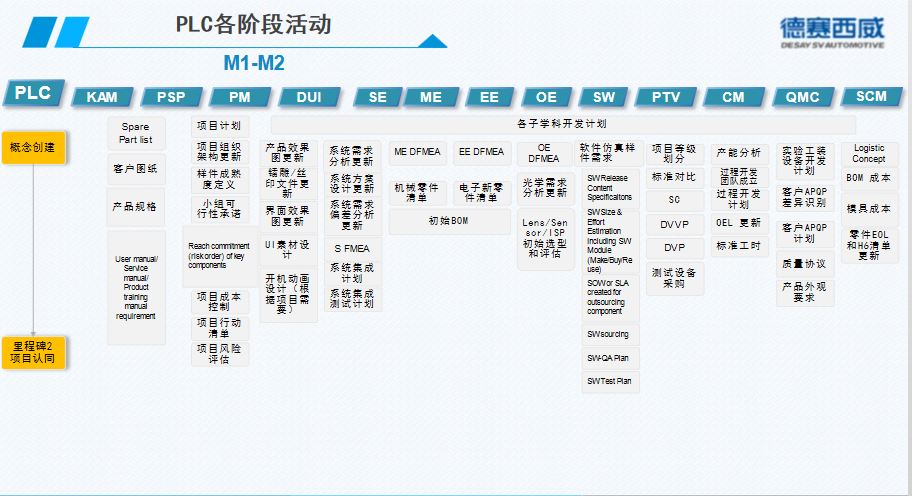 PLC各阶段活动
德赛西威
DESAY SV AUTOMOTIVE
M1-M2
PLC
KAM
PSP
PM
DUI
SE
ME
EE
OE
SW
PTV
CM
QMC
SCM
概念创建
里程碑2
项目认同
Spare
Part list
客户图纸
产品规格
User manual/
Service
manual/
Product
training
manual
requirement
项目计划
项目组织
架构更新
样件成熟
度定义
小组可
行性承诺
Reach commitment
(risk order) of key
components
项目成本
控制
项目行动
清单
项目风险
评估
各子学科开发计划
产品效果
图更新
镭雕/丝
印文件更
新
界面效果
图更新
UI素材设
计
开机动画
设计（根
据项目需
要）
系统需求
分析更新
系统方案
设计更新
系统需求
偏差分析
更新
S FMEA
系统集成
计划
系统集成
测试计划
ME DFMEA
机械零件
清单
EE DFMEA
电子新零
件清单
初始BOM
OE
DFMEA
光学需求
分析更新
Lens/Sen
sor/ISP
初始选型
和评估
软件仿真样
件需求
SW Release
Content
Specifications
SW Size &
Effort
Estimation
Including SW
Module
(Make/Buy/Re
use)
SOW or SLA
created for
outsourcing
component
SW sourcing
SW-QA Plan
SW Test Plan
项目等级
划分
标准对比
SC
DVVP
DVP
测试设备
采购
产能分析
过程开发
团队成立
过程开发
计划
OEL 更新
标准工时
实验工装
设备开发
计划
客户APQP
差异识别
客户APQP
计划
质量协议
产品外观
要求
Logistic
Concept
BOM 成本
模具成本
零件EOL
和H6清单
更新